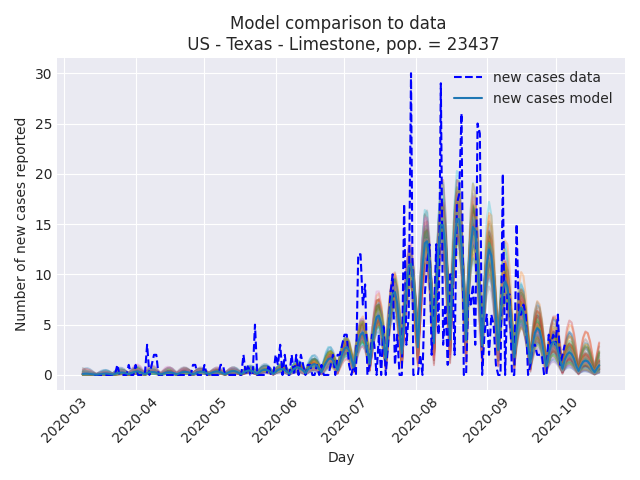 Model comparison to data
US - Texas - Limestone, pop. = 23437
new cases data
new cases model
Number of new cases reported
30
25
20
15
10
5
0
2020-03
2020-04
2020-05
2020-06
2020-07
2020-08
2020-09
2020-10
Day